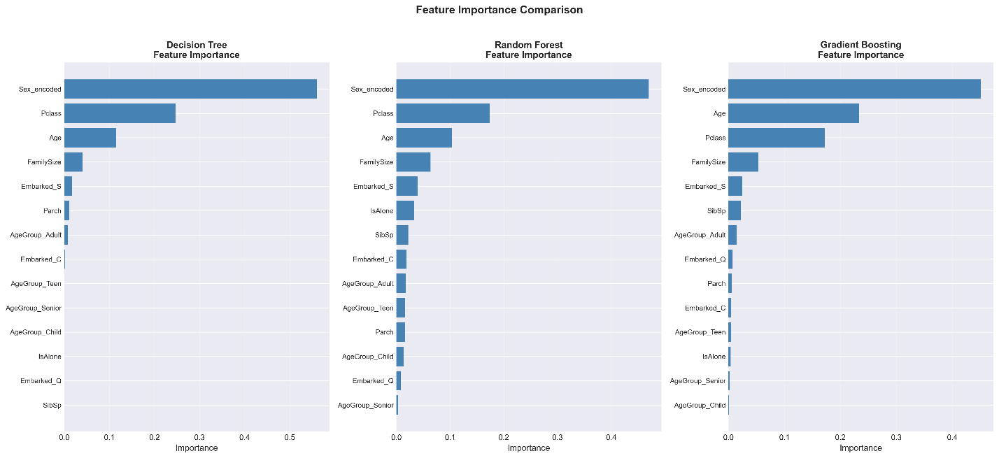 Feature Importance Comparison
Decision Tree
Feature Importance
Sex_encoded
Pclass
Age
FamilySize
Embarked_S
Parch
AgeGroup_Adult
Embarked_C
AgeGroup_Teen
AgeGroup_Senior
AgeGroup_Child
IsAlone
Embarked_Q
SibSp
0.0 0.1 0.2 0.3 0.4 0.5
Importance
Random Forest
Feature Importance
Sex_encoded
Pclass
Age
FamilySize
Embarked_S
IsAlone
SibSp
Embarked_C
AgeGroup_Adult
AgeGroup_Teen
Parch
AgeGroup_Child
Embarked_Q
AgeGroup_Senior
0.0 0.1 0.2 0.3 0.4
Importance
Gradient Boosting
Feature Importance
Sex_encoded
Age
Pclass
FamilySize
Embarked_S
SibSp
AgeGroup_Adult
Embarked_Q
Parch
Embarked_C
AgeGroup_Teen
IsAlone
AgeGroup_Senior
AgeGroup_Child
0.0 0.1 0.2 0.3 0.4
Importance